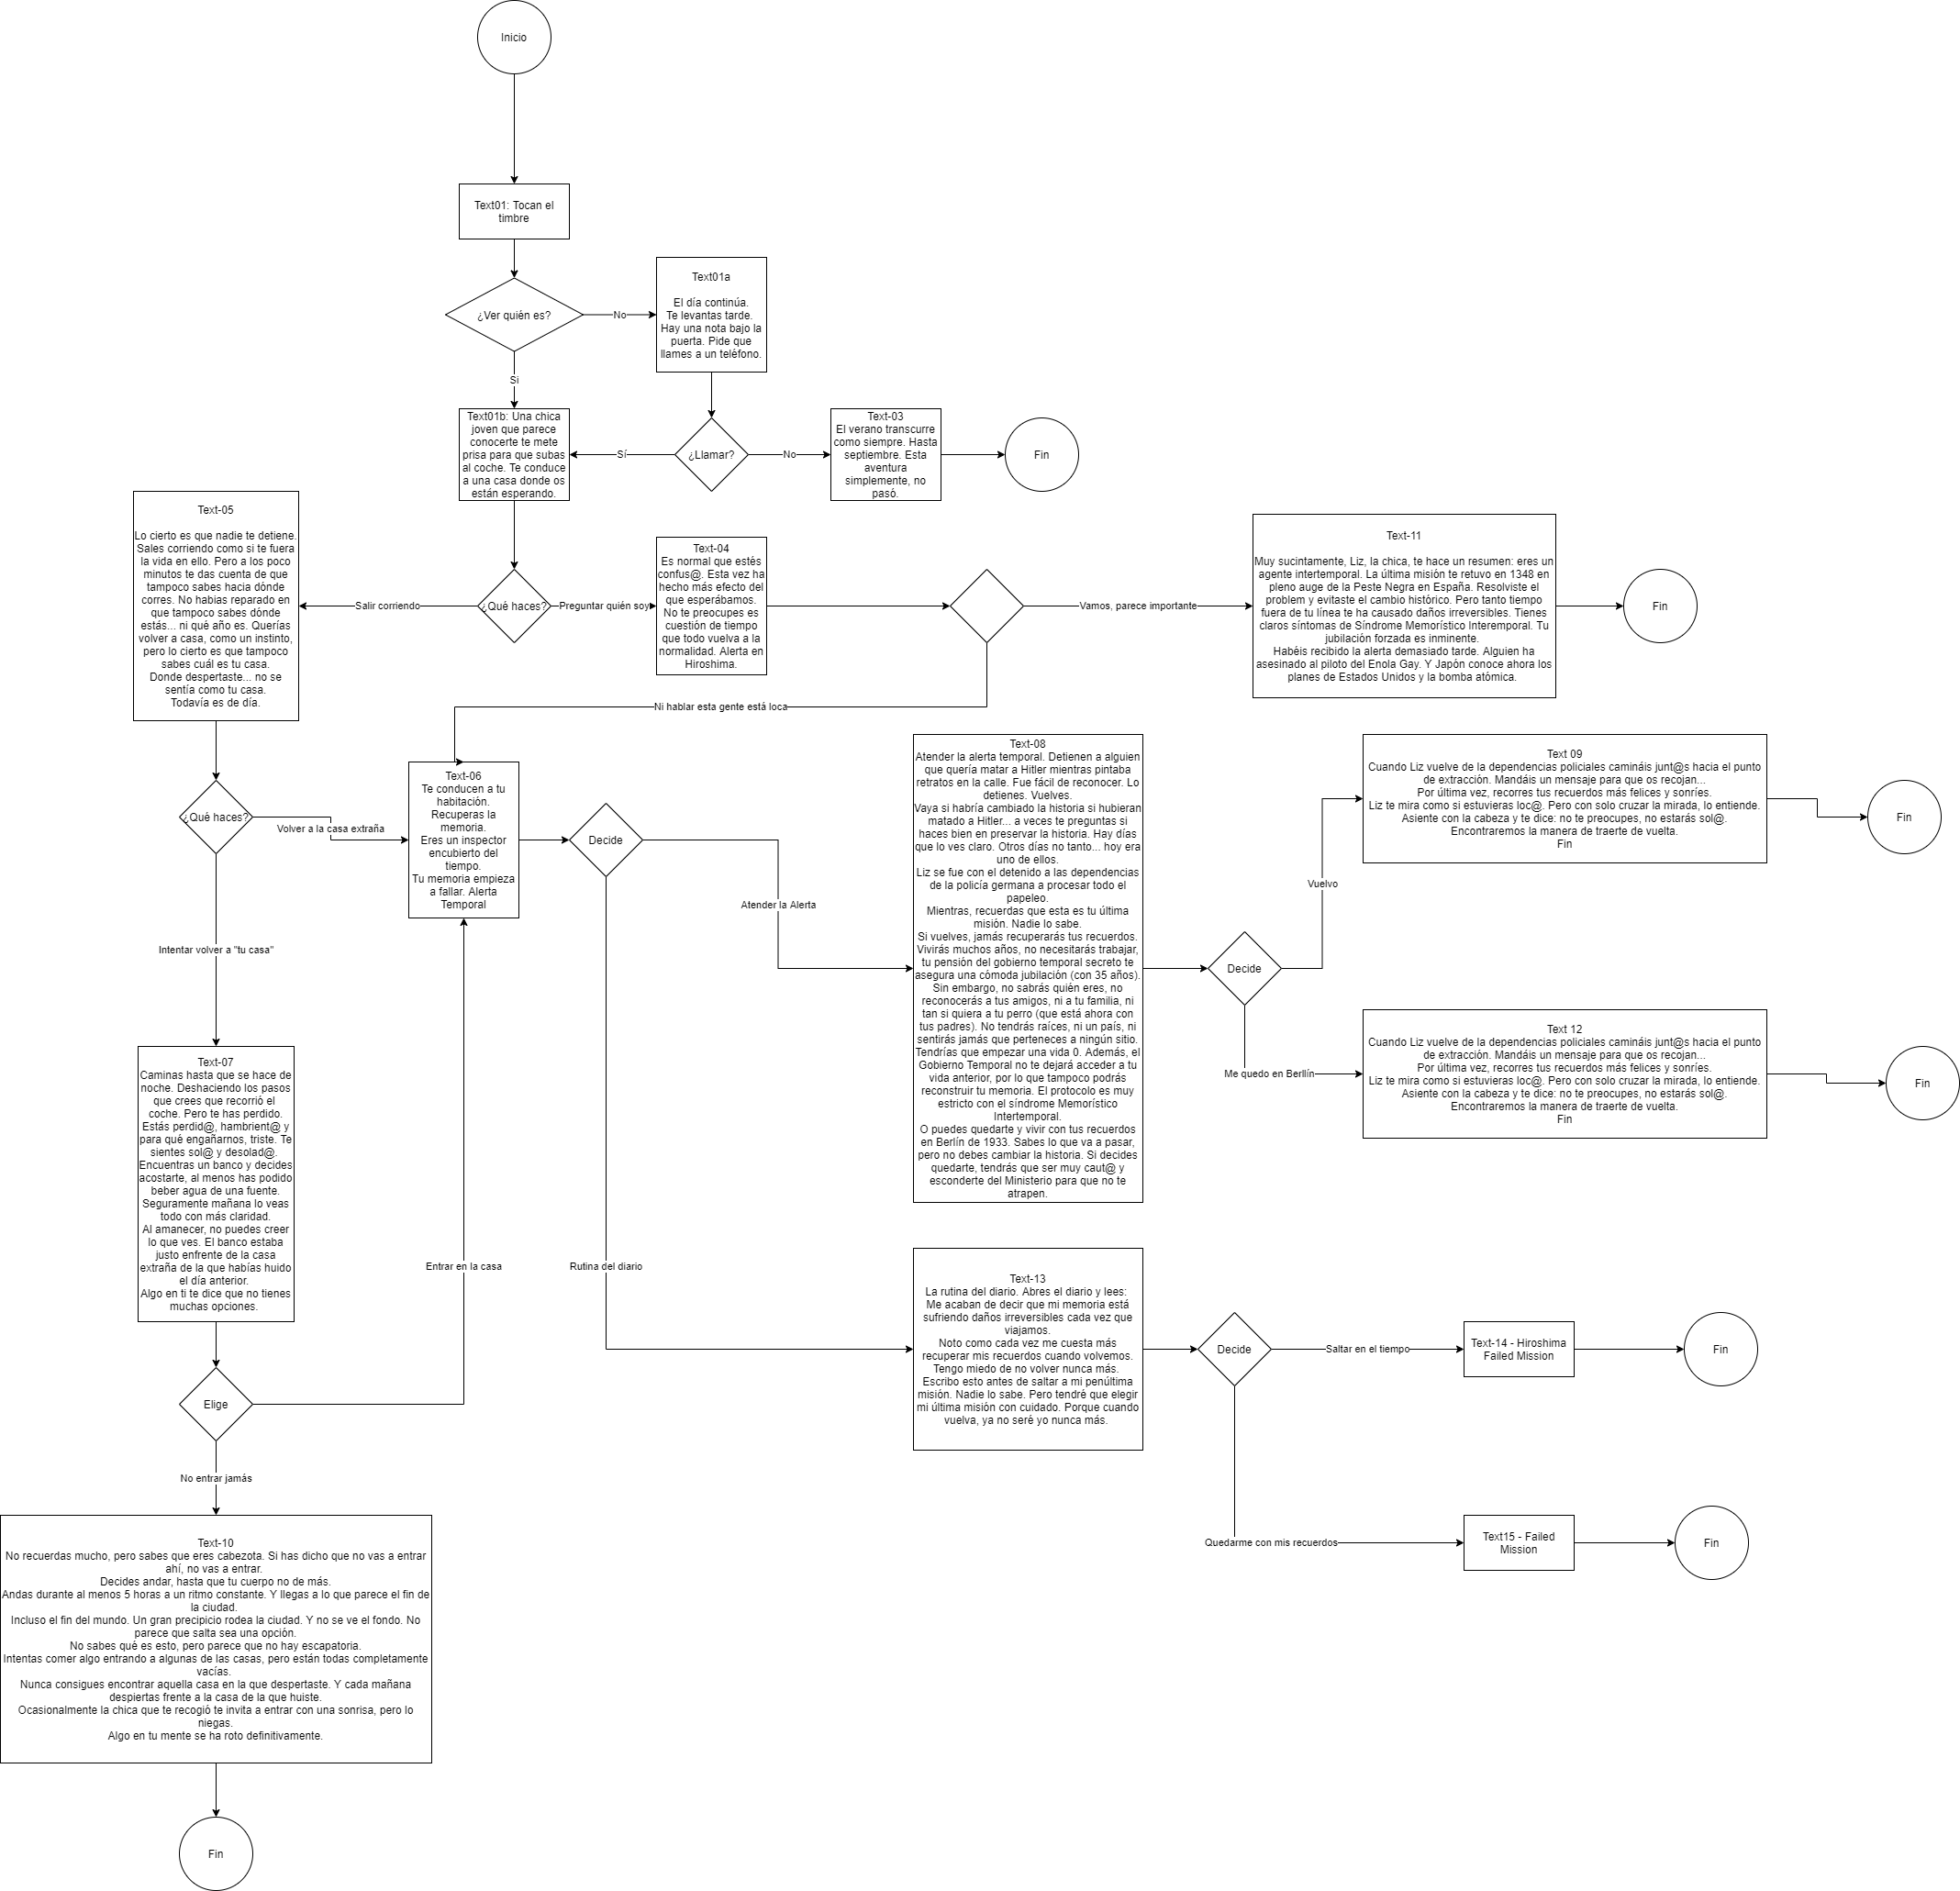 Inicio
Text01: Tocan el
timbre
¿Ver quién es?
No
Text01a
El día continúa.
Te levantas tarde.
Hay una nota bajo la
puerta. Pide que
llames a un teléfono.
Si
Text01b: Una chica
joven que parece
conocerte te mete
prisa para que subas
al coche. Te conduce
a una casa donde os
están esperando.
Sí
¿Llamar?
No
Text-03
El verano transcurre
como siempre. Hasta
septiembre. Esta
aventura
simplemente, no
pasó.
Fin
Text-05
Lo cierto es que nadie te detiene.
Sales corriendo como si te fuera
la vida en ello. Pero a los poco
minutos te das cuenta de que
tampoco sabes hacia dónde
corres. No habias reparado en
que tampoco sabes dónde
estás... ni qué año es. Querías
volver a casa, como un instinto,
pero lo cierto es que tampoco
sabes cuál es tu casa.
Donde despertaste... no se
sentía como tu casa.
Todavía es de día.
Salir corriendo
¿Qué haces?
Preguntar quién soy
Text-04
Es normal que estés
confus@. Esta vez ha
hecho más efecto del
que esperábamos.
No te preocupes es
cuestión de tiempo
que todo vuelva a la
normalidad. Alerta en
Hiroshima.
Vamos, parece importante
Text-11
Muy sucintamente, Liz, la chica, te hace un resumen: eres un
agente intertemporal. La última misión te retuvo en 1348 en
pleno auge de la Peste Negra en España. Resolviste el
problem y evitaste el cambio histórico. Pero tanto tiempo
fuera de tu línea te ha causado daños irreversibles. Tienes
claros síntomas de Síndrome Memorístico Interemporal. Tu
jubilación forzada es inminente.
Habéis recibido la alerta demasiado tarde. Alguien ha
asesinado al piloto del Enola Gay. Y Japón conoce ahora los
planes de Estados Unidos y la bomba atómica.
Fin
Ni hablar esta gente está loca
¿Qué haces?
Volver a la casa extraña
Text-06
Te conducen a tu
habitación.
Recuperas la
memoria.
Eres un inspector
encubierto del
tiempo.
Tu memoria empieza
a fallar. Alerta
Temporal
Decide
Atender la Alerta
Text-08
Atender la alerta temporal. Detienen a alguien
que quería matar a Hitler mientras pintaba
retratos en la calle. Fue fácil de reconocer. Lo
detienes. Vuelves.
Vaya si habría cambiado la historia si hubieran
matado a Hitler... a veces te preguntas si
haces bien en preservar la historia. Hay días
que lo ves claro. Otros días no tanto... hoy era
uno de ellos.
Liz se fue con el detenido a las dependencias
de la policía germana a procesar todo el
papeleo.
Mientras, recuerdas que esta es tu última
misión. Nadie lo sabe.
Si vuelves, jamás recuperarás tus recuerdos.
Vivirás muchos años, no necesitarás trabajar,
tu pensión del gobierno temporal secreto te
asegura una cómoda jubilación (con 35 años).
Sin embargo, no sabrás quién eres, no
reconocerás a tus amigos, ni a tu familia, ni
tan si quiera a tu perro (que está ahora con
tus padres). No tendrás raíces, ni un país, ni
sentirás jamás que perteneces a ningún sitio.
Tendrías que empezar una vida 0. Además, el
Gobierno Temporal no te dejará acceder a tu
vida anterior, por lo que tampoco podrás
reconstruir tu memoria. El protocolo es muy
estricto con el síndrome Memorístico
Intertemporal.
O puedes quedarte y vivir con tus recuerdos
en Berlín de 1933. Sabes lo que va a pasar,
pero no debes cambiar la historia. Si decides
quedarte, tendrás que ser muy caut@ y
esconderte del Ministerio para que no te
atrapen.
Decide
Vuelvo
Text 09
Cuando Liz vuelve de la dependencias policiales camináis junt@s hacia el punto
de extracción. Mandáis un mensaje para que os recojan...
Por última vez, recorres tus recuerdos más felices y sonríes.
Liz te mira como si estuvieras loc@. Pero con solo cruzar la mirada, lo entiende.
Asiente con la cabeza y te dice: no te preocupes, no estarás sol@.
Encontraremos la manera de traerte de vuelta.
Fin
Fin
Me quedo en Berllín
Text 12
Cuando Liz vuelve de la dependencias policiales camináis junt@s hacia el punto
de extracción. Mandáis un mensaje para que os recojan...
Por última vez, recorres tus recuerdos más felices y sonríes.
Liz te mira como si estuvieras loc@. Pero con solo cruzar la mirada, lo entiende.
Asiente con la cabeza y te dice: no te preocupes, no estarás sol@.
Encontraremos la manera de traerte de vuelta.
Fin
Fin
Intentar volver a "tu casa"
Text-07
Caminas hasta que se hace de
noche. Deshaciendo los pasos
que crees que recorrió el
coche. Pero te has perdido.
Estás perdid@, hambrient@ y
para qué engañarnos, triste. Te
sientes sol@ y desolad@.
Encuentras un banco y decides
acostarte, al menos has podido
beber agua de una fuente.
Seguramente mañana lo veas
todo con más claridad.
Al amanecer, no puedes creer
lo que ves. El banco estaba
justo enfrente de la casa
extraña de la que habías huido
el día anterior.
Algo en ti te dice que no tienes
muchas opciones.
Entrar en la casa
Rutina del diario
Text-13
La rutina del diario. Abres el diario y lees:
Me acaban de decir que mi memoria está
sufriendo daños irreversibles cada vez que
viajamos.
Noto como cada vez me cuesta más
recuperar mis recuerdos cuando volvemos.
Tengo miedo de no volver nunca más.
Escribo esto antes de saltar a mi penúltima
misión. Nadie lo sabe. Pero tendré que elegir
mi última misión con cuidado. Porque cuando
vuelva, ya no seré yo nunca más.
Decide
Saltar en el tiempo
Text-14 - Hiroshima
Failed Mission
Fin
Elige
No entrar jamás
Quedarme con mis recuerdos
Text15 - Failed
Mission
Fin
Text-10
No recuerdas mucho, pero sabes que eres cabezota. Si has dicho que no vas a entrar
ahí, no vas a entrar.
Decides andar, hasta que tu cuerpo no de más.
Andas durante al menos 5 horas a un ritmo constante. Y llegas a lo que parece el fin de
la ciudad.
Incluso el fin del mundo. Un gran precipicio rodea la ciudad. Y no se ve el fondo. No
parece que salta sea una opción.
No sabes qué es esto, pero parece que no hay escapatoria.
Intentas comer algo entrando a algunas de las casas, pero están todas completamente
vacías.
Nunca consigues encontrar aquella casa en la que despertaste. Y cada mañana
despiertas frente a la casa de la que huiste.
Ocasionalmente la chica que te recogió te invita a entrar con una sonrisa, pero lo
niegas.
Algo en tu mente se ha roto definitivamente.
Fin